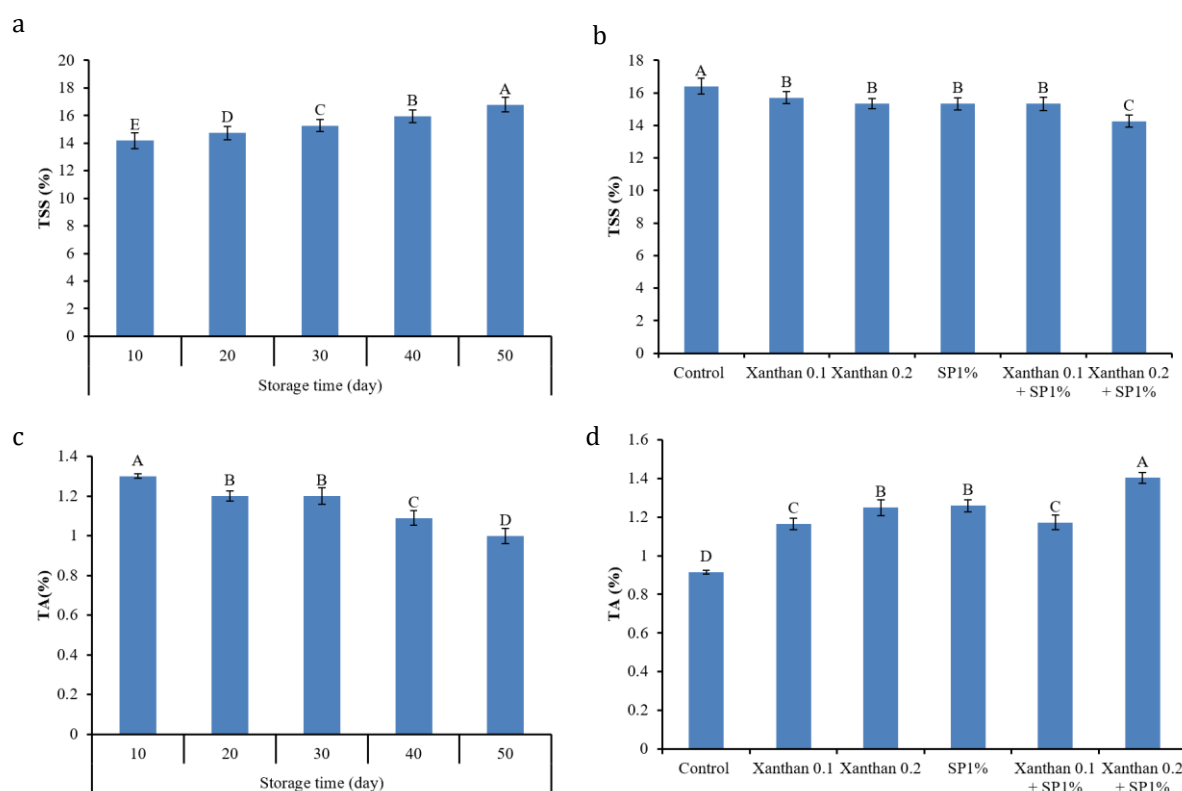 a
20
18
16
14
12
10
8
6
4
2
0
TSS (%)
E
D
C
B
A
10 20 30 40 50
Storage time (day)
b
18
16
14
12
10
8
6
4
2
0
TSS (%)
A
B
B
B
B
C
Control Xanthan 0.1 Xanthan 0.2 SP1% Xanthan 0.1 Xanthan 0.2
+ SP1% + SP1%
c
1.4
1.2
1
0.8
0.6
0.4
0.2
0
TA(%)
A
B
B
C
D
10 20 30 40 50
Storage time (day)
d
1.6
1.4
1.2
1
0.8
0.6
0.4
0.2
0
TA (%)
D
C
B
B
C
A
Control Xanthan 0.1 Xanthan 0.2 SP1% Xanthan 0.1 Xanthan 0.2
+ SP1% + SP1%